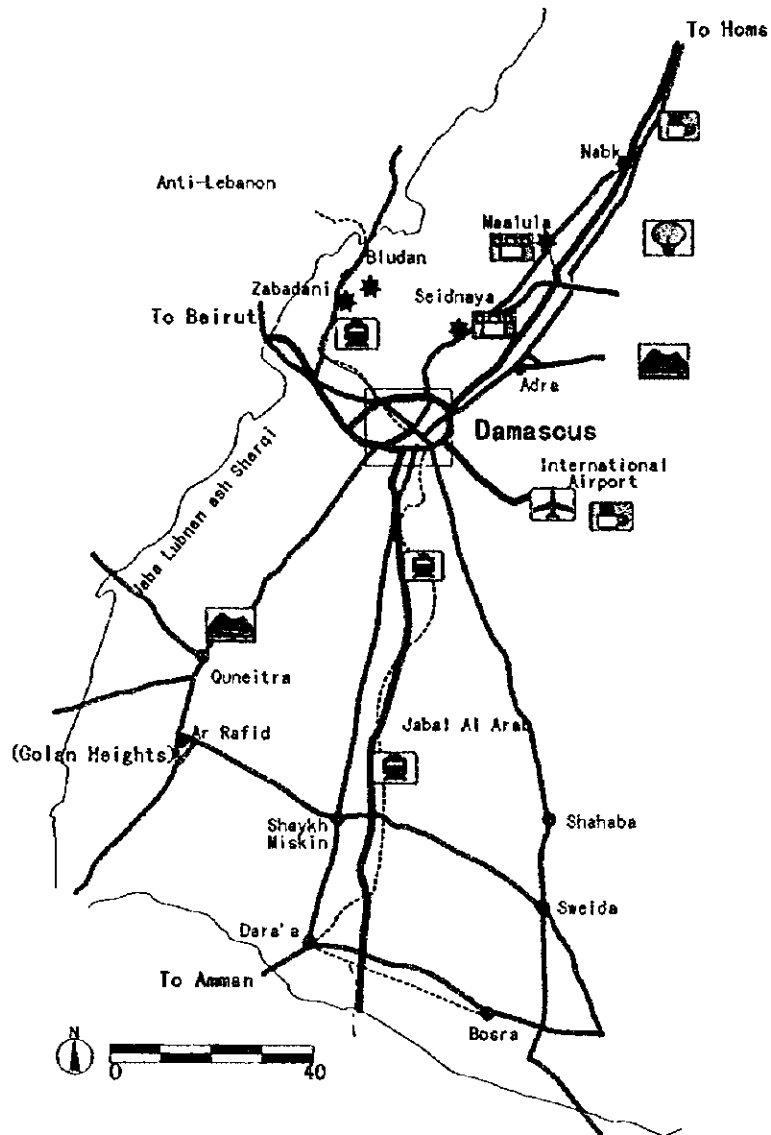 To Homs
Nabk
Anti-Lebanon
Maalula
Bludan
Zabadani
Seidnaya
To Beirut
Adra
Damascus
International
Airport
Jaba Lubnan ash Sharqi
Quneitra
Ar Rafid
Jabal Al Arab
(Golan Heights)
Shaykh
Miskin
Shahaba
Sweida
Dara'a
To Amman
Bosra
N
0
40